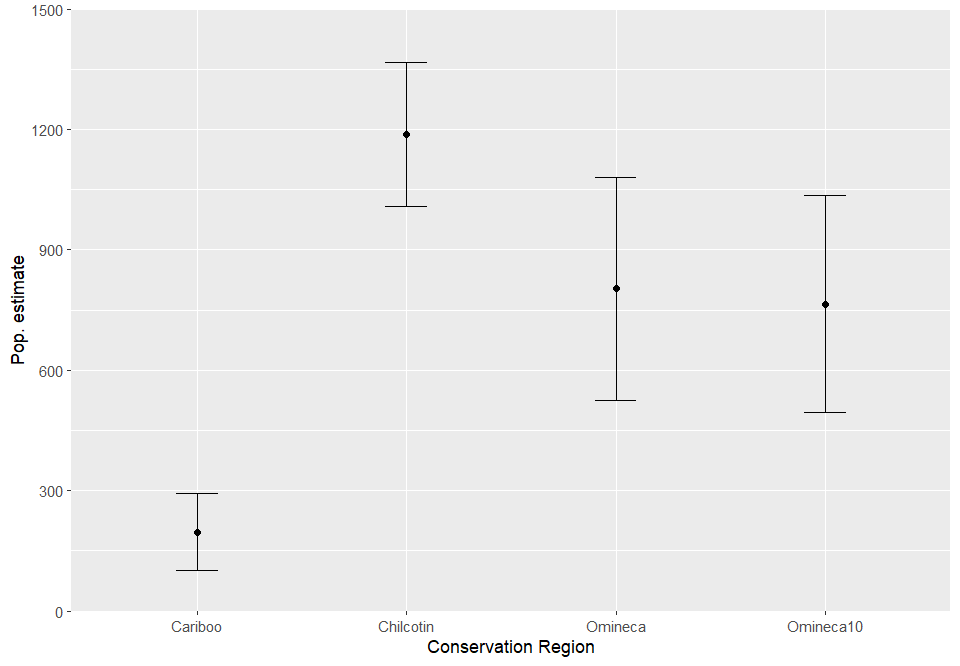 1500
1200
900
600
300
0
Pop. estimate
Cariboo
Chilcotin
Omineca
Omineca10
Conservation Region